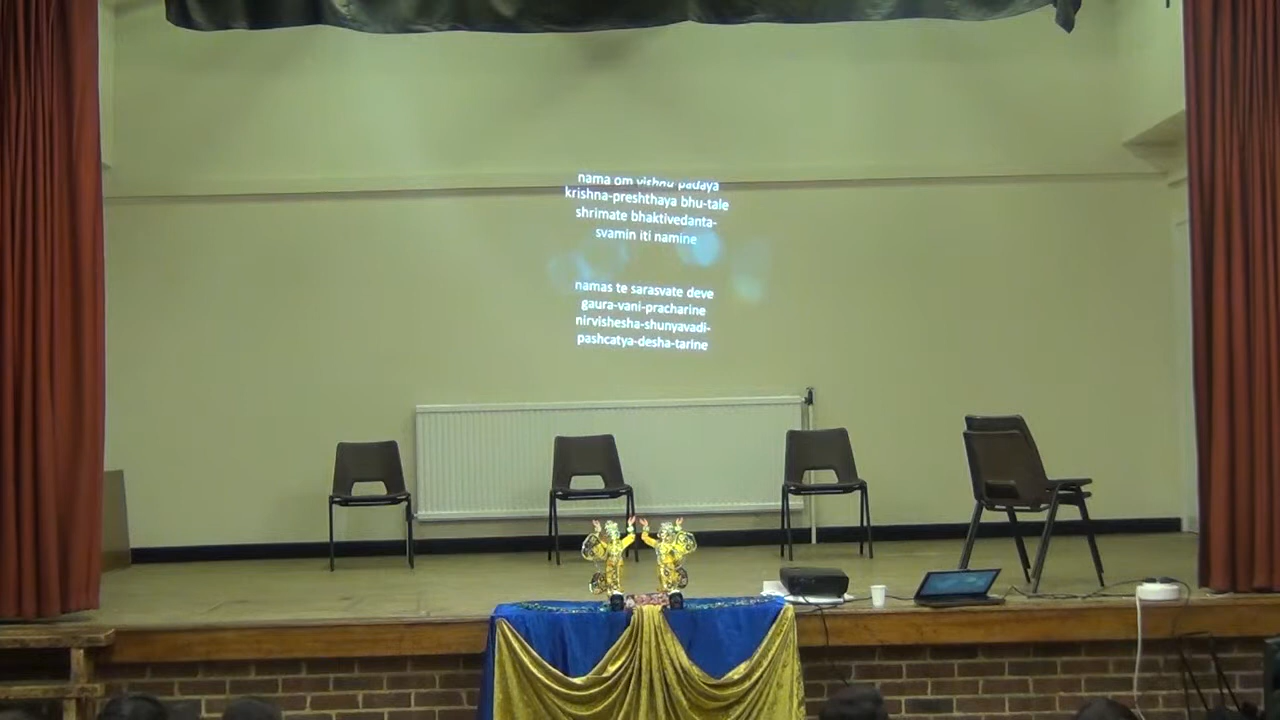 nama om vishnu padaya
krishna-preshthaya bhu-tale
shrimate bhaktivedanta-
svamin iti namine
namas te sarasvate deve
gaura-vani-pracharine
nirvishesha-shunyavadi-
pashcatya-desha-tarine